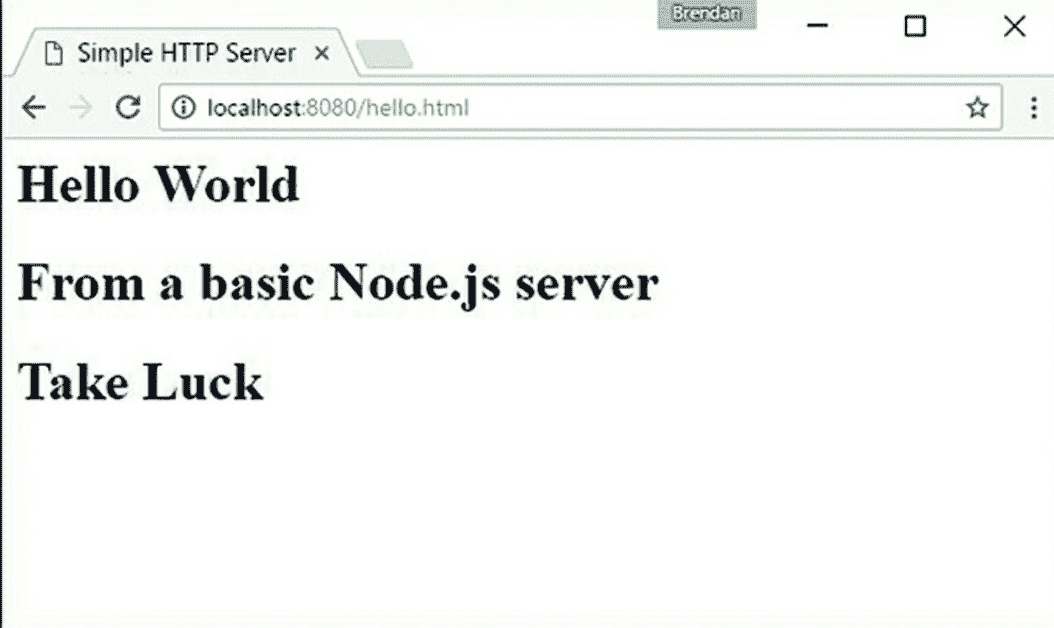 Brendan
Simple HTTP Server
localhost:8080/hello.html
Hello World
From a basic Node.js server
Take Luck